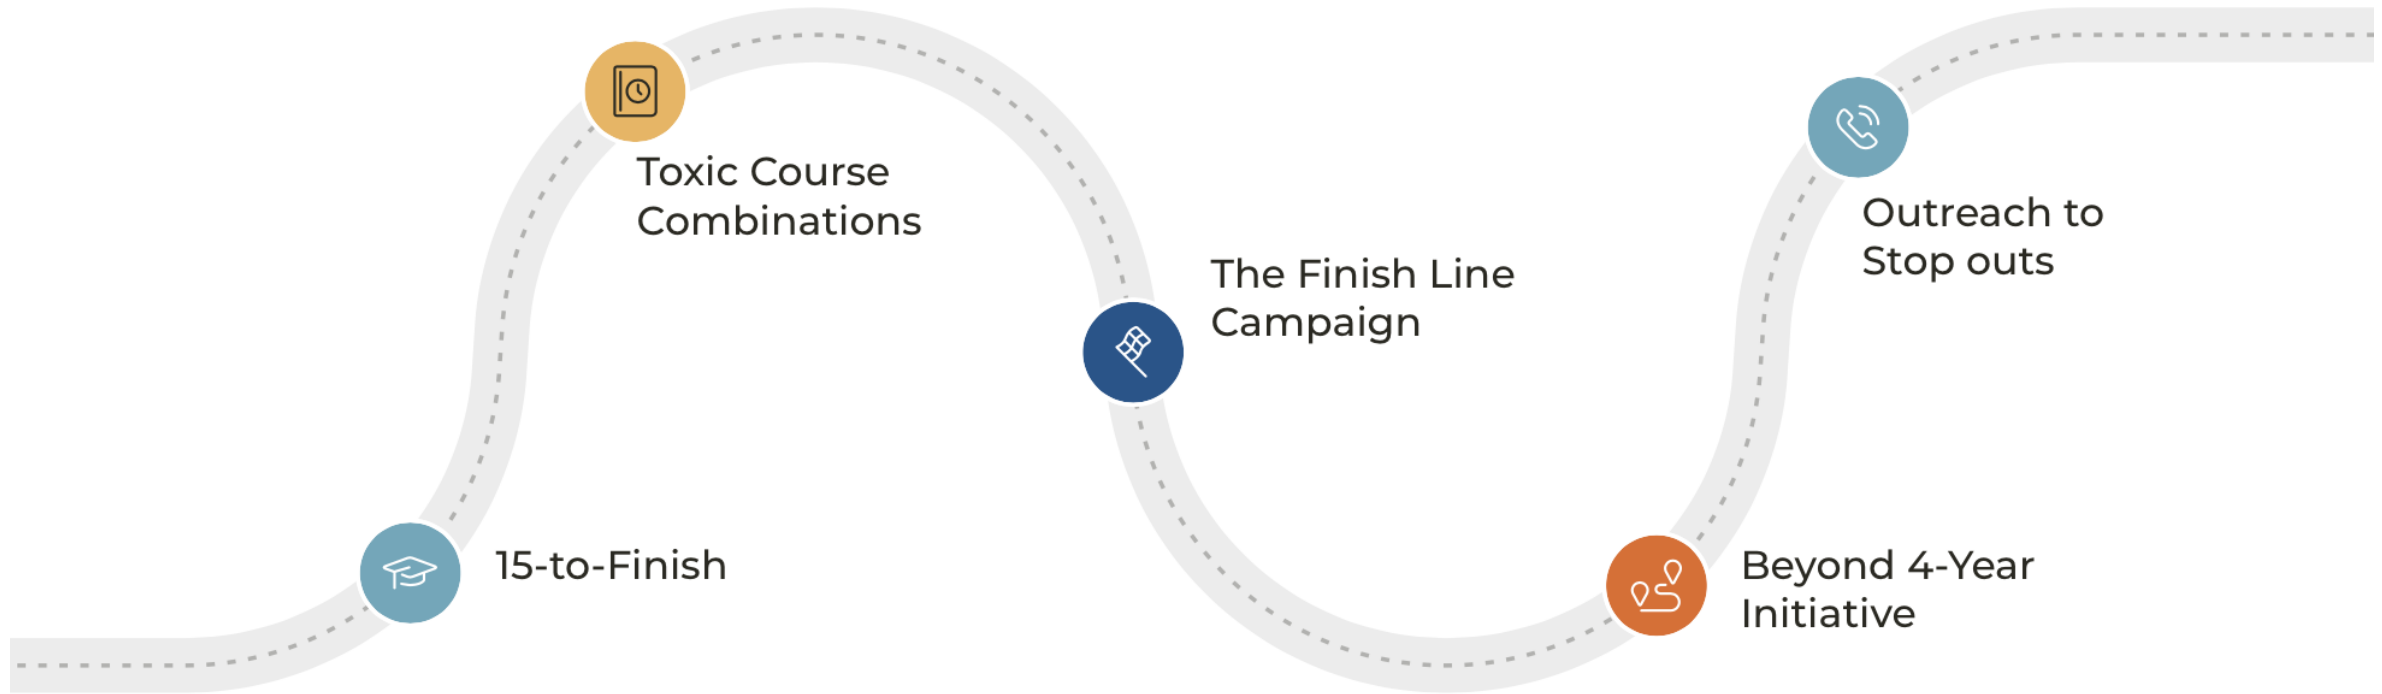 Toxic Course
Combinations
The Finish Line
Campaign
Outreach to
Stop outs
15-to-Finish
Beyond 4-Year
Initiative